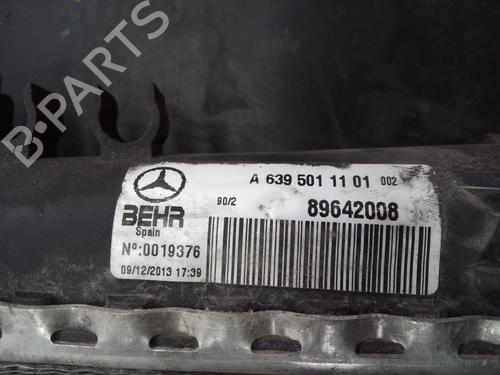 B-PARTS
A 639 501 11 01 002
BEHR
Spain
90/2
89642008
Nº:0019376
09/12/2013 17:39